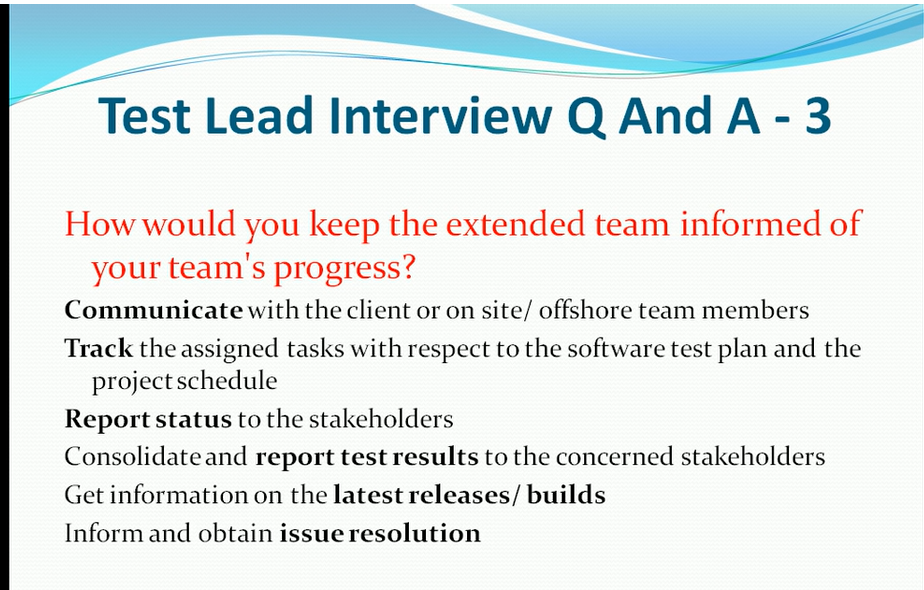 Test Lead Interview Q And A - 3
How would you keep the extended team informed of
your team's progress?
Communicate with the client or on site/ offshore team members
Track the assigned tasks with respect to the software test plan and the
project schedule
Report status to the stakeholders
Consolidate and report test results to the concerned stakeholders
Get information on the latest releases/ builds
Inform and obtain issue resolution